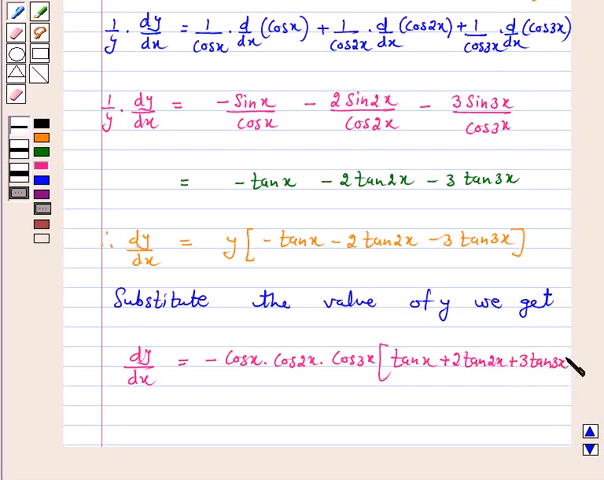 1/y · dy/dx = 1/cosx · d/dx (cosx) + 1/cos2x · d/dx (cos2x) + 1/cos3x · d/dx (cos3x)
1/y · dy/dx = -sinx/cosx - 2sin2x/cos2x - 3sin3x/cos3x
= -tanx - 2tan2x - 3tan3x
∴ dy/dx = y[-tanx - 2tan2x - 3tan3x]
Substitute the value of y we get
dy/dx = -cosx · cos2x · cos3x[tanx + 2tan2x + 3tan3x